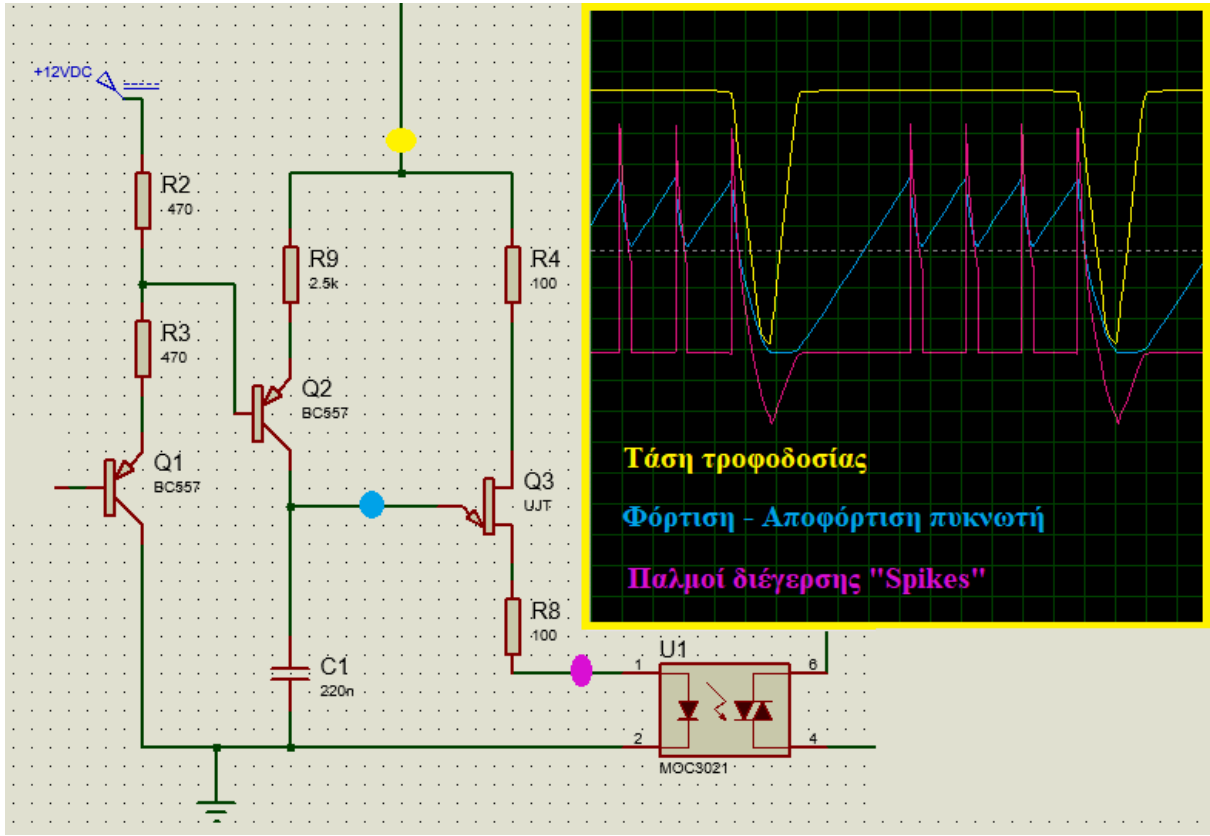 +12VDC
R2
470
R9
2.5k
R4
100
R3
470
Q2
BC557
Q1
BC557
Q3
UJT
R8
100
C1
220n
U1
1
6
2
4
MOC3021
Τάση τροφοδοσίας
Φόρτιση - Αποφόρτιση πυκνωτή
Παλμοί διέγερσης "Spikes"